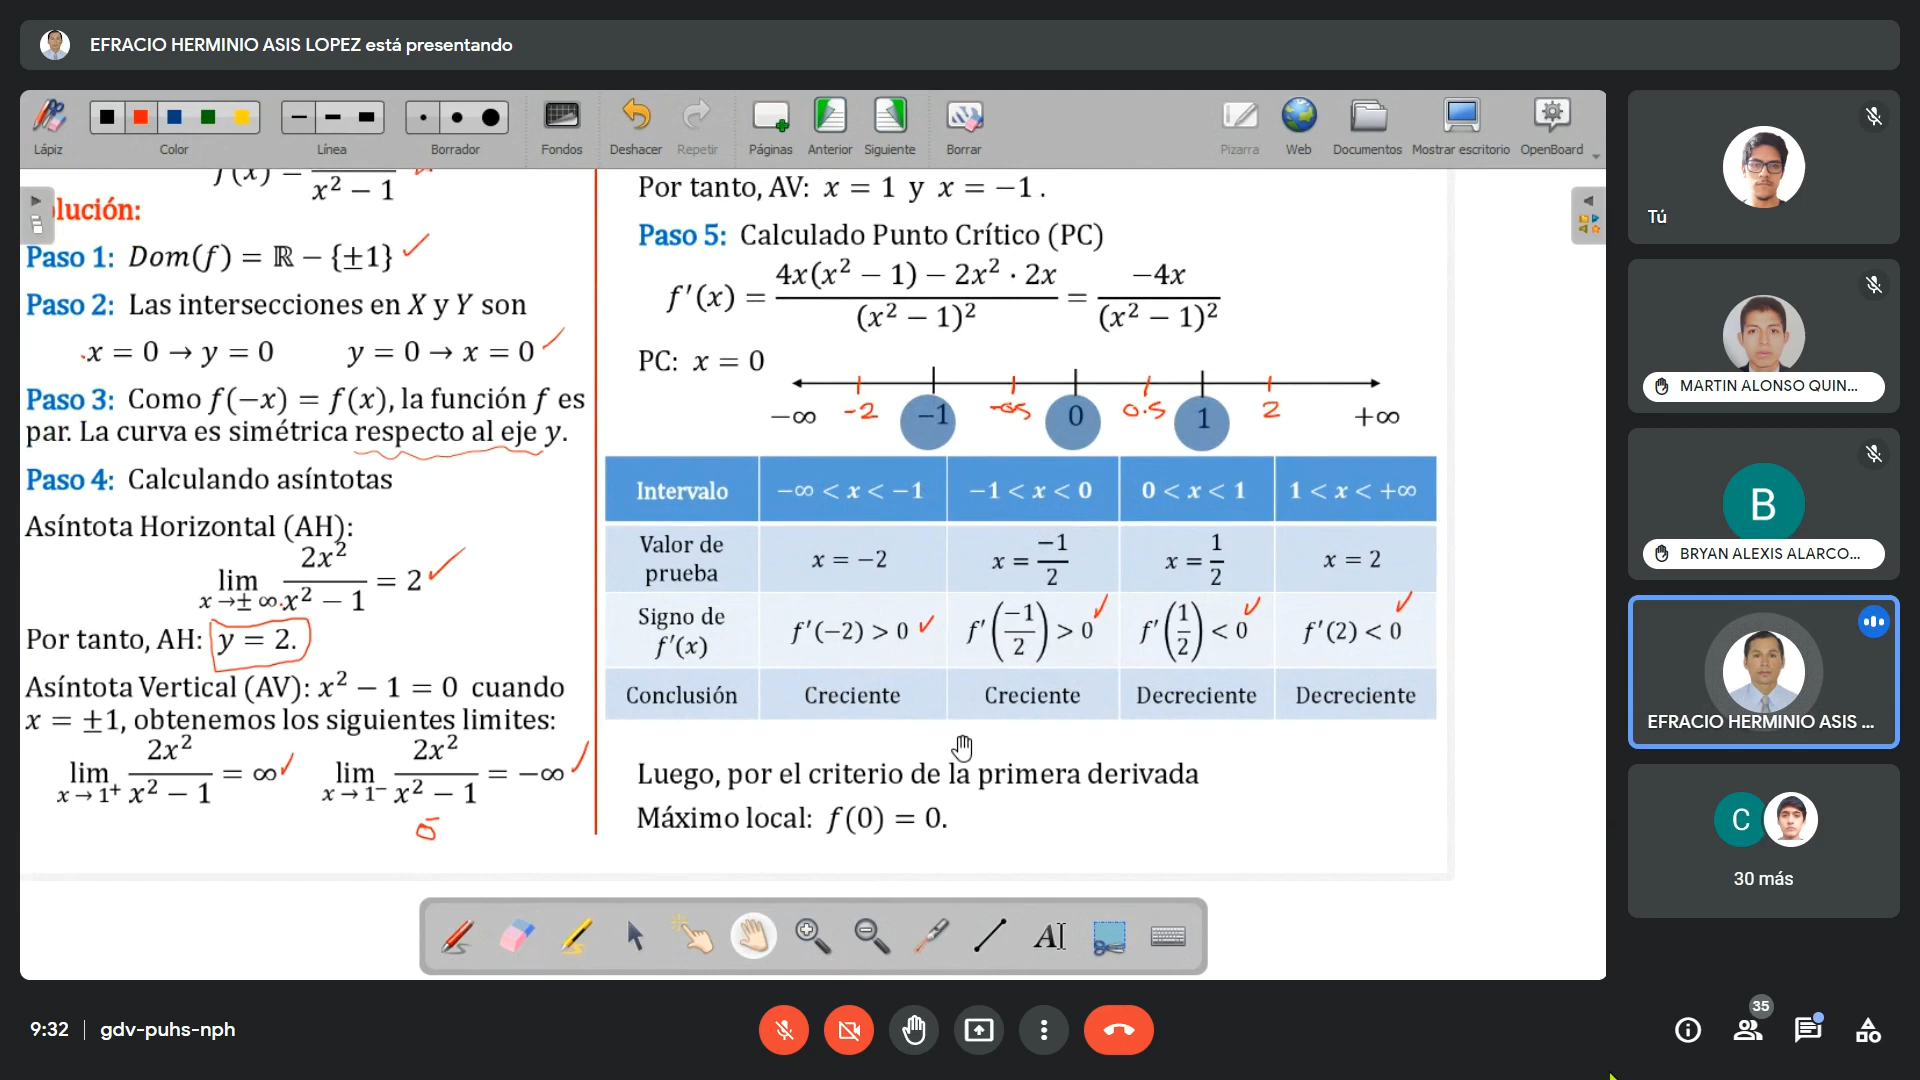 EFRACIO HERMINIO ASIS LOPEZ está presentando
Lápiz Color Línea Borrador Fondos Deshacer Repetir Páginas Anterior Siguiente Borrar Pizarra Web Documentos Mostrar escritorio OpenBoard
x² − 1
lución:
Paso 1: Dom(f) = ℝ − {±1}
Paso 2: Las intersecciones en X y Y son
x = 0 → y = 0 y = 0 → x = 0
Paso 3: Como f(−x) = f(x), la función f es
par. La curva es simétrica respecto al eje y.
Paso 4: Calculando asíntotas
Asíntota Horizontal (AH):
lim x→± ∞ 2x² / x² − 1 = 2
Por tanto, AH: y = 2.
Asíntota Vertical (AV): x² − 1 = 0 cuando
x = ±1, obtenemos los siguientes limites:
lim x→1⁺ 2x² / x² − 1 = ∞ lim x→1⁻ 2x² / x² − 1 = −∞
Por tanto, AV: x = 1 y x = −1.
Paso 5: Calculado Punto Crítico (PC)
f′(x) = 4x(x² − 1) − 2x² · 2x / (x² − 1)² = −4x / (x² − 1)²
PC: x = 0
−∞ -2 −1 -0.5 0 0.5 1 2 +∞
Intervalo −∞ < x < −1 −1 < x < 0 0 < x < 1 1 < x < +∞
Valor de prueba x = −2 x = −1/2 x = 1/2 x = 2
Signo de f′(x) f′(−2) > 0 f′(−1/2) > 0 f′(1/2) < 0 f′(2) < 0
Conclusión Creciente Creciente Decreciente Decreciente
Luego, por el criterio de la primera derivada
Máximo local: f(0) = 0.
Tú
MARTIN ALONSO QUIN...
B
BRYAN ALEXIS ALARCO...
EFRACIO HERMINIO ASIS ...
C
30 más
9:32 | gdv-puhs-nph
35